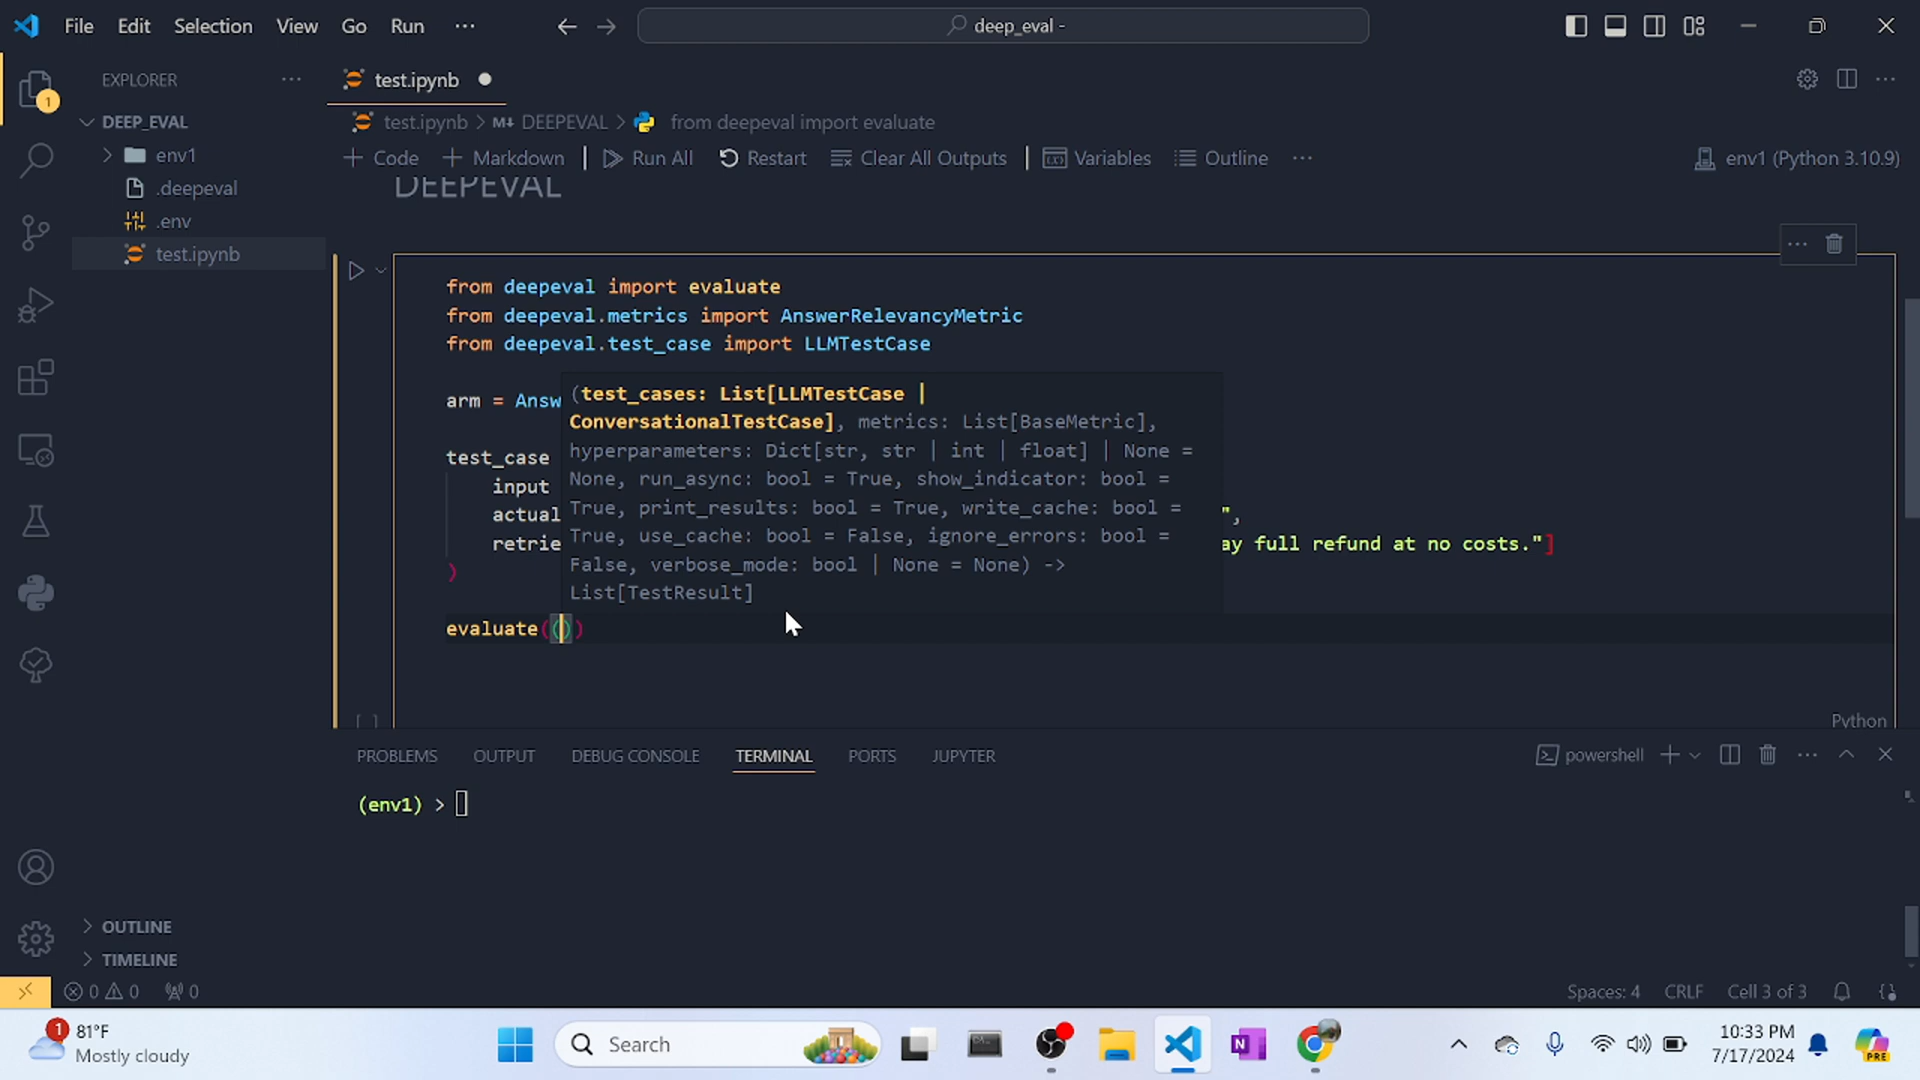 File Edit Selection View Go Run ···
deep_eval -
EXPLORER ···
test.ipynb
1
DEEP_EVAL
test.ipynb > M↓ DEEPEVAL > from deepeval import evaluate
env1
+ Code + Markdown | Run All Restart Clear All Outputs | Variables Outline ···
env1 (Python 3.10.9)
.deepeval
DEEPEVAL
.env
test.ipynb
from deepeval import evaluate
from deepeval.metrics import AnswerRelevancyMetric
from deepeval.test_case import LLMTestCase
(test_cases: List[LLMTestCase |
arm = Answ
ConversationalTestCase], metrics: List[BaseMetric],
hyperparameters: Dict[str, str | int | float] | None =
test_case
None, run_async: bool = True, show_indicator: bool =
input
True, print_results: bool = True, write_cache: bool =
actual
",
True, use_cache: bool = False, ignore_errors: bool =
retrie
ay full refund at no costs."]
False, verbose_mode: bool | None = None) ->
)
List[TestResult]
evaluate(())
[ ]
Python
PROBLEMS OUTPUT DEBUG CONSOLE TERMINAL PORTS JUPYTER
powershell
(env1) >
OUTLINE
TIMELINE
0 0 0
Spaces: 4 CRLF Cell 3 of 3
1
81°F
Mostly cloudy
Search
N
PRE
10:33 PM
7/17/2024